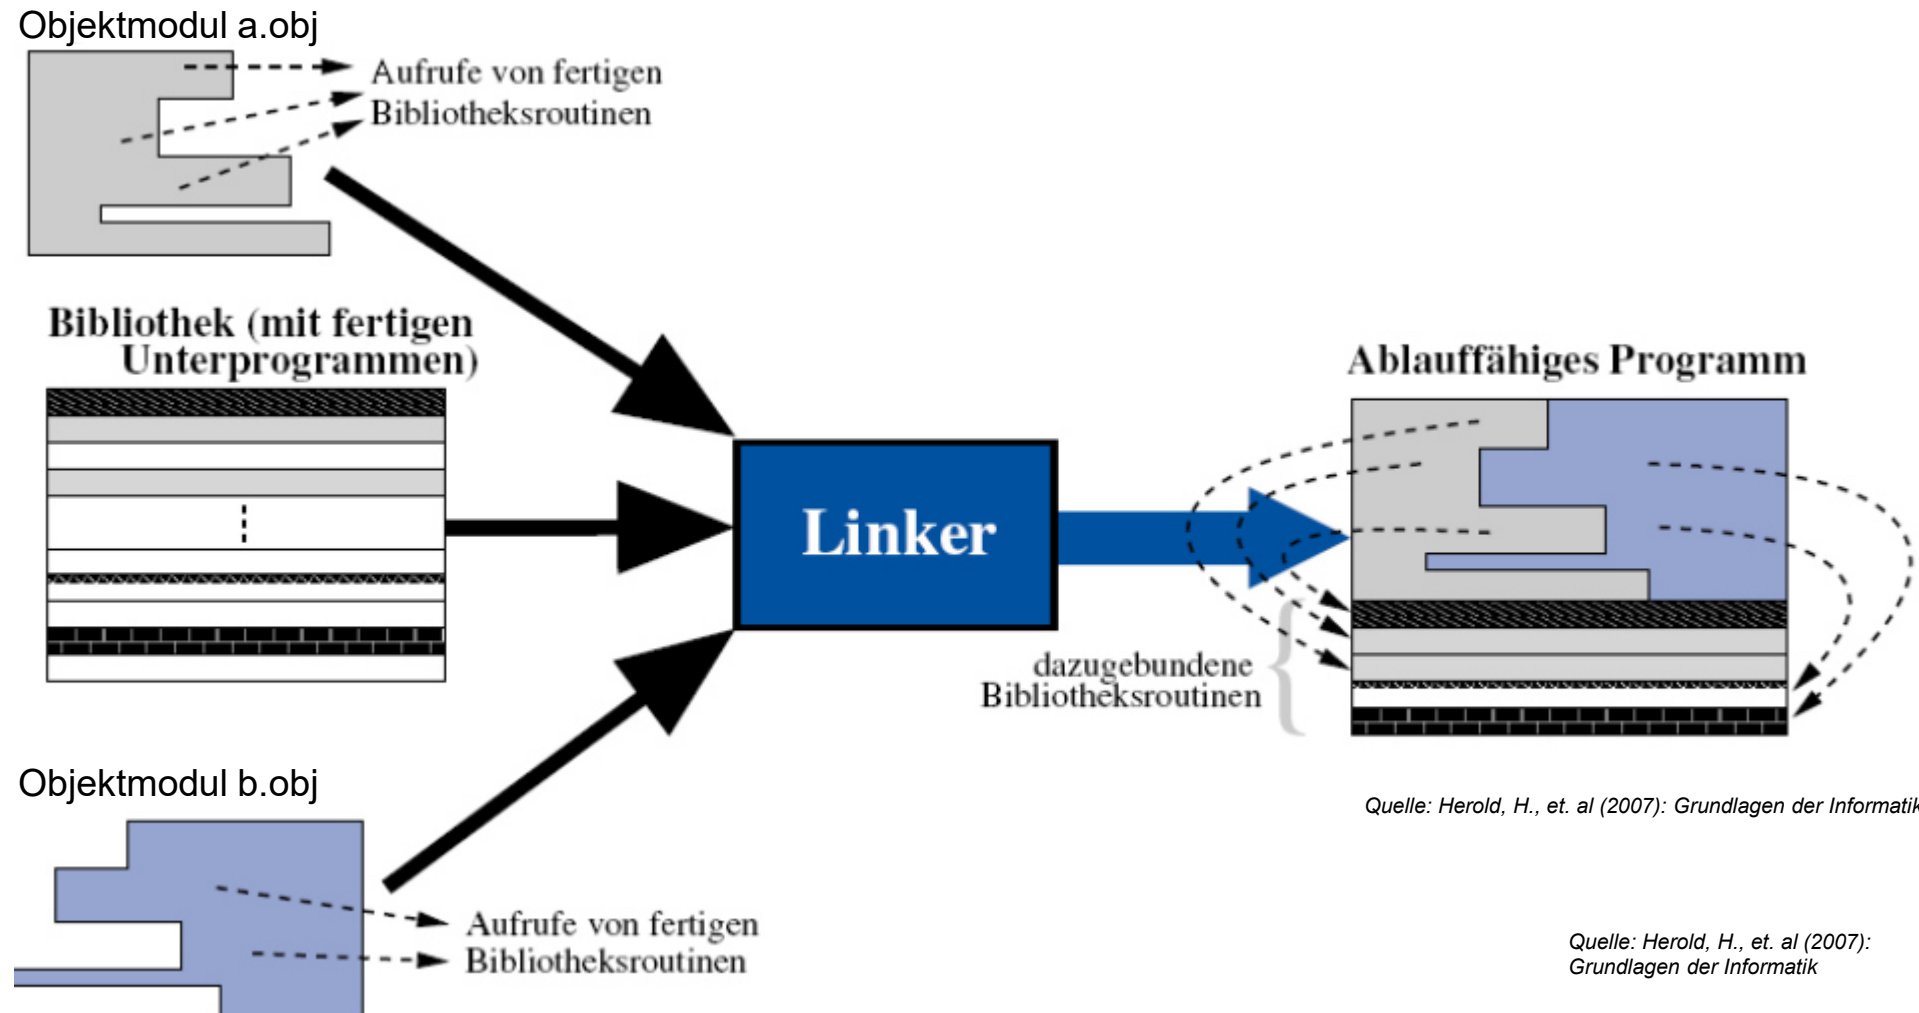 Objektmodul a.obj
Aufrufe von fertigen
Bibliotheksroutinen
Bibliothek (mit fertigen
Unterprogrammen)
Linker
Ablauffähiges Programm
dazugebundene
Bibliotheksroutinen
Quelle: Herold, H., et. al (2007): Grundlagen der Informatik
Objektmodul b.obj
Aufrufe von fertigen
Bibliotheksroutinen
Quelle: Herold, H., et. al (2007):
Grundlagen der Informatik